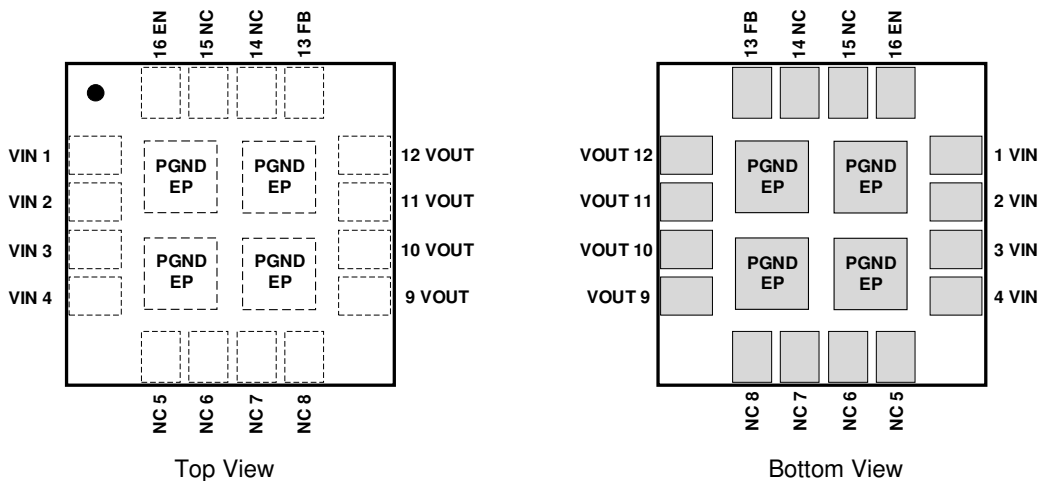 16 EN
15 NC
14 NC
13 FB
VIN 1
VIN 2
VIN 3
VIN 4
PGND
EP
PGND
EP
PGND
EP
PGND
EP
12 VOUT
11 VOUT
10 VOUT
9 VOUT
NC 5
NC 6
NC 7
NC 8
Top View
13 FB
14 NC
15 NC
16 EN
VOUT 12
VOUT 11
VOUT 10
VOUT 9
PGND
EP
PGND
EP
PGND
EP
PGND
EP
1 VIN
2 VIN
3 VIN
4 VIN
NC 8
NC 7
NC 6
NC 5
Bottom View